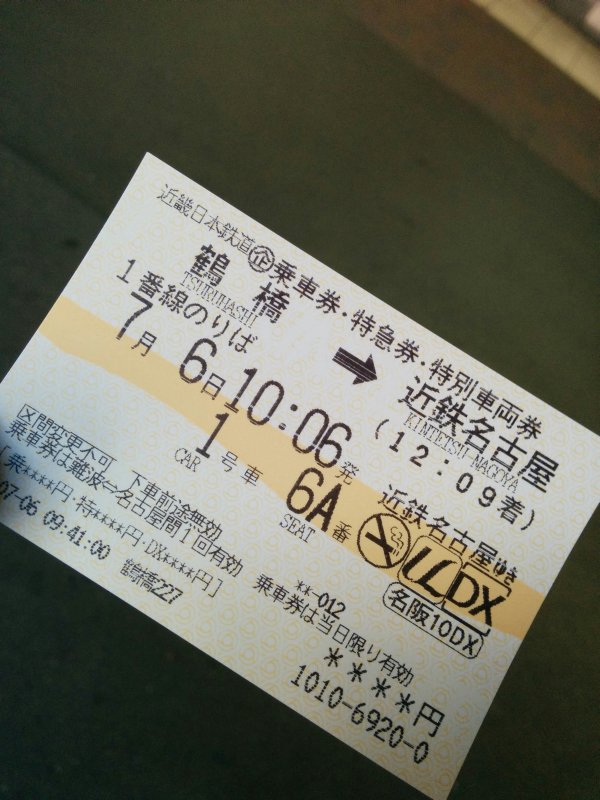 近畿日本鉄道 企 乗車券・特急券・特別車両券
鶴橋 ➡ 近鉄名古屋
TSURUHASHI KINTETSU-NAGOYA
1番線のりば (12:09着)
7月 6日 10:06発 近鉄名古屋ゆき
1号車 6A番 DX
CAR SEAT 名阪10DX
区間変更不可 下車前途無効
乗車券は難波~名古屋間1回有効 **-012
[乗****円・特****円・DX****円] 乗車券は当日限り有効
07-06 09:41:00 ****円
鶴橋227 1010-6920-0